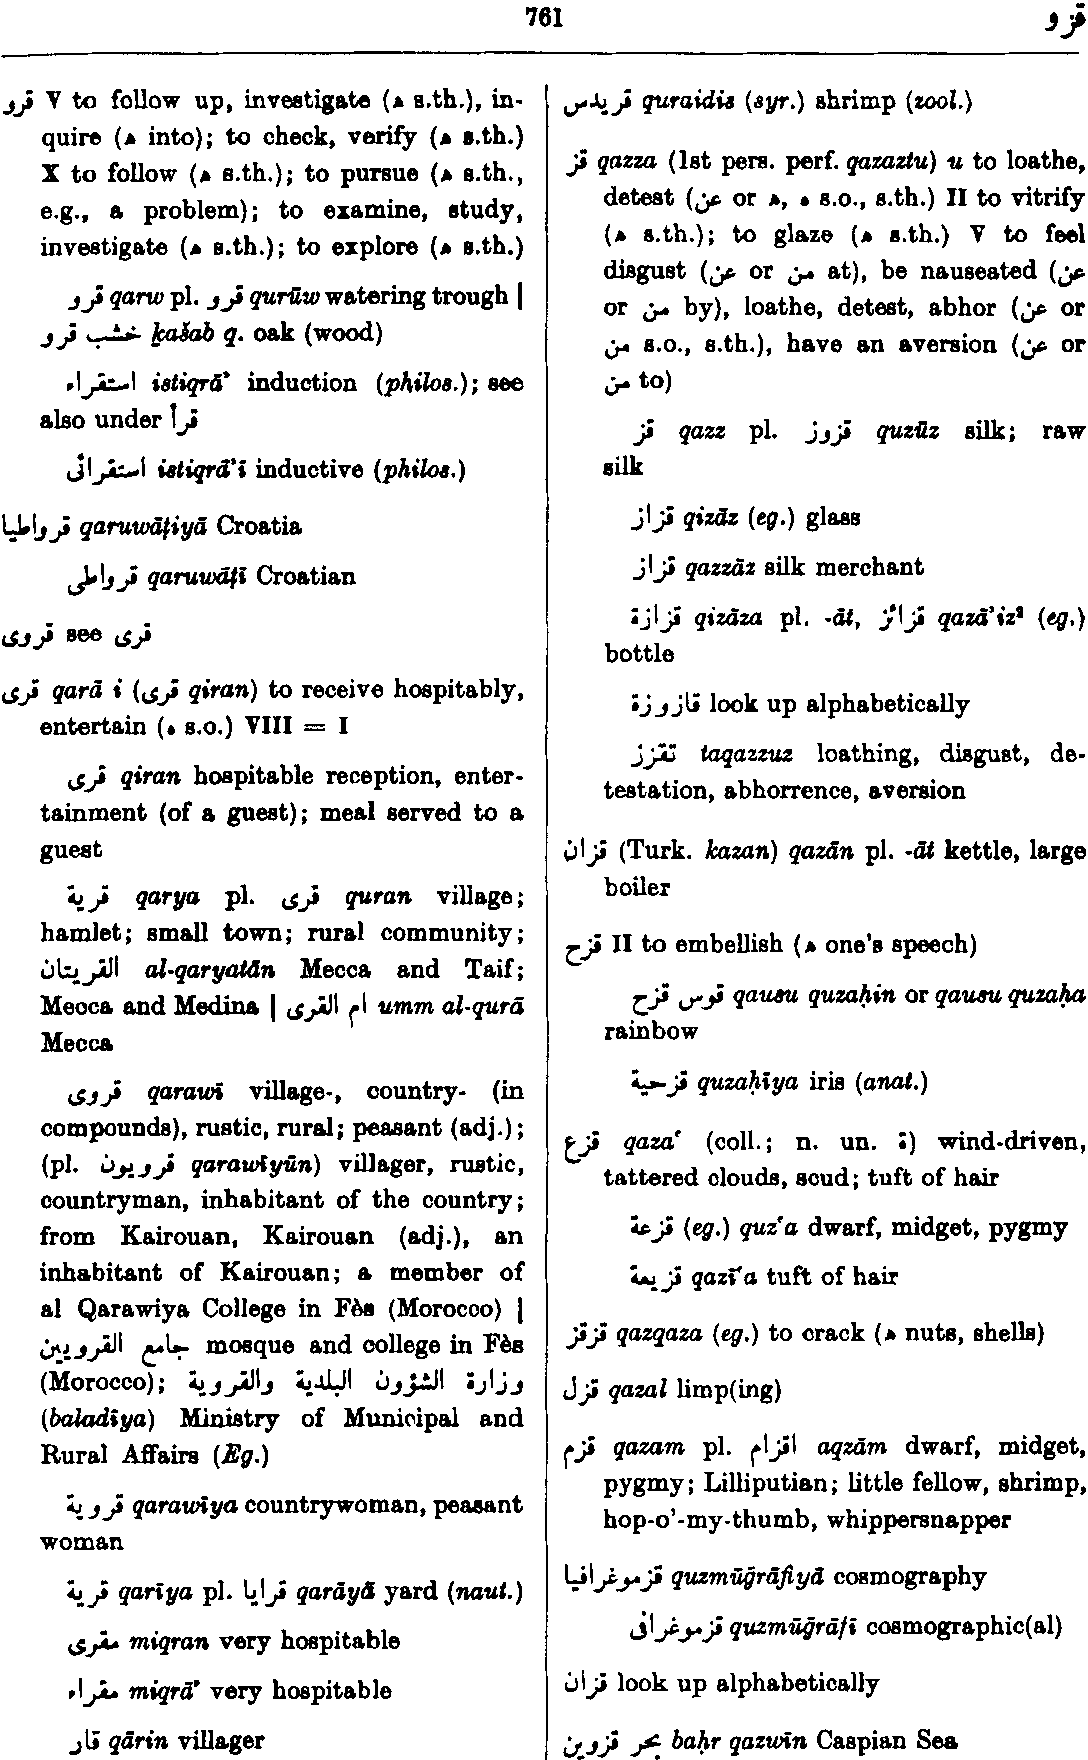 761
قزو
قرو V to follow up, investigate (ه s.th.), in-
quire (ه into); to check, verify (ه s.th.)
X to follow (ه s.th.); to pursue (ه s.th.,
e.g., a problem); to examine, study,
investigate (ه s.th.); to explore (ه s.th.)
قرو qarw pl. قرو qurūw watering trough |
خشب قرو ḵašab q. oak (wood)
استقراء istiqrāʾ induction (philos.); see
also under قرأ
استقرائى istiqrāʾī inductive (philos.)
قرواطيا qaruwāṭiyā Croatia
قرواطى qaruwāṭī Croatian
قروى see قرى
قرى qarā i (قرى qiran) to receive hospitably,
entertain (ه s.o.) VIII = I
قرى qiran hospitable reception, enter-
tainment (of a guest); meal served to a
guest
قرية qarya pl. قرى quran village;
hamlet; small town; rural community;
القريتان al-qaryatān Mecca and Taif;
Mecca and Medina | ام القرى umm al-qurā
Mecca
قروى qarawī village-, country- (in
compounds), rustic, rural; peasant (adj.);
(pl. قرويون qarawīyūn) villager, rustic,
countryman, inhabitant of the country;
from Kairouan, Kairouan (adj.), an
inhabitant of Kairouan; a member of
al Qarawiya College in Fès (Morocco) |
جامع القرويين mosque and college in Fès
(Morocco); وزارة الشؤون البلدية والقروية
(baladīya) Ministry of Municipal and
Rural Affairs (Eg.)
قروية qarawīya countrywoman, peasant
woman
قرية qarīya pl. قرايا qarāyā yard (naut.)
مقرى miqran very hospitable
مقراء miqrāʾ very hospitable
قار qārin villager
قريدس quraidis (syr.) shrimp (zool.)
قز qazza (1st pers. perf. qazaztu) u to loathe,
detest (عن or ه, ه s.o., s.th.) II to vitrify
(ه s.th.); to glaze (ه s.th.) V to feel
disgust (عن or من at), be nauseated (عن
or من by), loathe, detest, abhor (عن or
من s.o., s.th.), have an aversion (عن or
من to)
قز qazz pl. قزوز quzūz silk; raw
silk
قزاز qizāz (eg.) glass
قزاز qazzāz silk merchant
قزازة qizāza pl. -āt, قزائز qazāʾiz² (eg.)
bottle
قازوزة look up alphabetically
تقزز taqazzuz loathing, disgust, de-
testation, abhorrence, aversion
قزان (Turk. kazan) qazān pl. -āt kettle, large
boiler
قزح II to embellish (ه one's speech)
قوس قزح qausu quzaḥin or qausu quzaḥa
rainbow
قزحية quzaḥīya iris (anat.)
قزع qazaʿ (coll.; n. un. ة) wind-driven,
tattered clouds, scud; tuft of hair
قزعة (eg.) quzʿa dwarf, midget, pygmy
قزيعة qazīʿa tuft of hair
قزقز qazqaza (eg.) to crack (ه nuts, shells)
قزل qazal limp(ing)
قزم qazam pl. اقزام aqzām dwarf, midget,
pygmy; Lilliputian; little fellow, shrimp,
hop-o'-my-thumb, whippersnapper
قزموغرافيا quzmūḡrāfiyā cosmography
قزموغرافى quzmūḡrāfī cosmographic(al)
قزان look up alphabetically
بحر قزوين baḥr qazwīn Caspian Sea